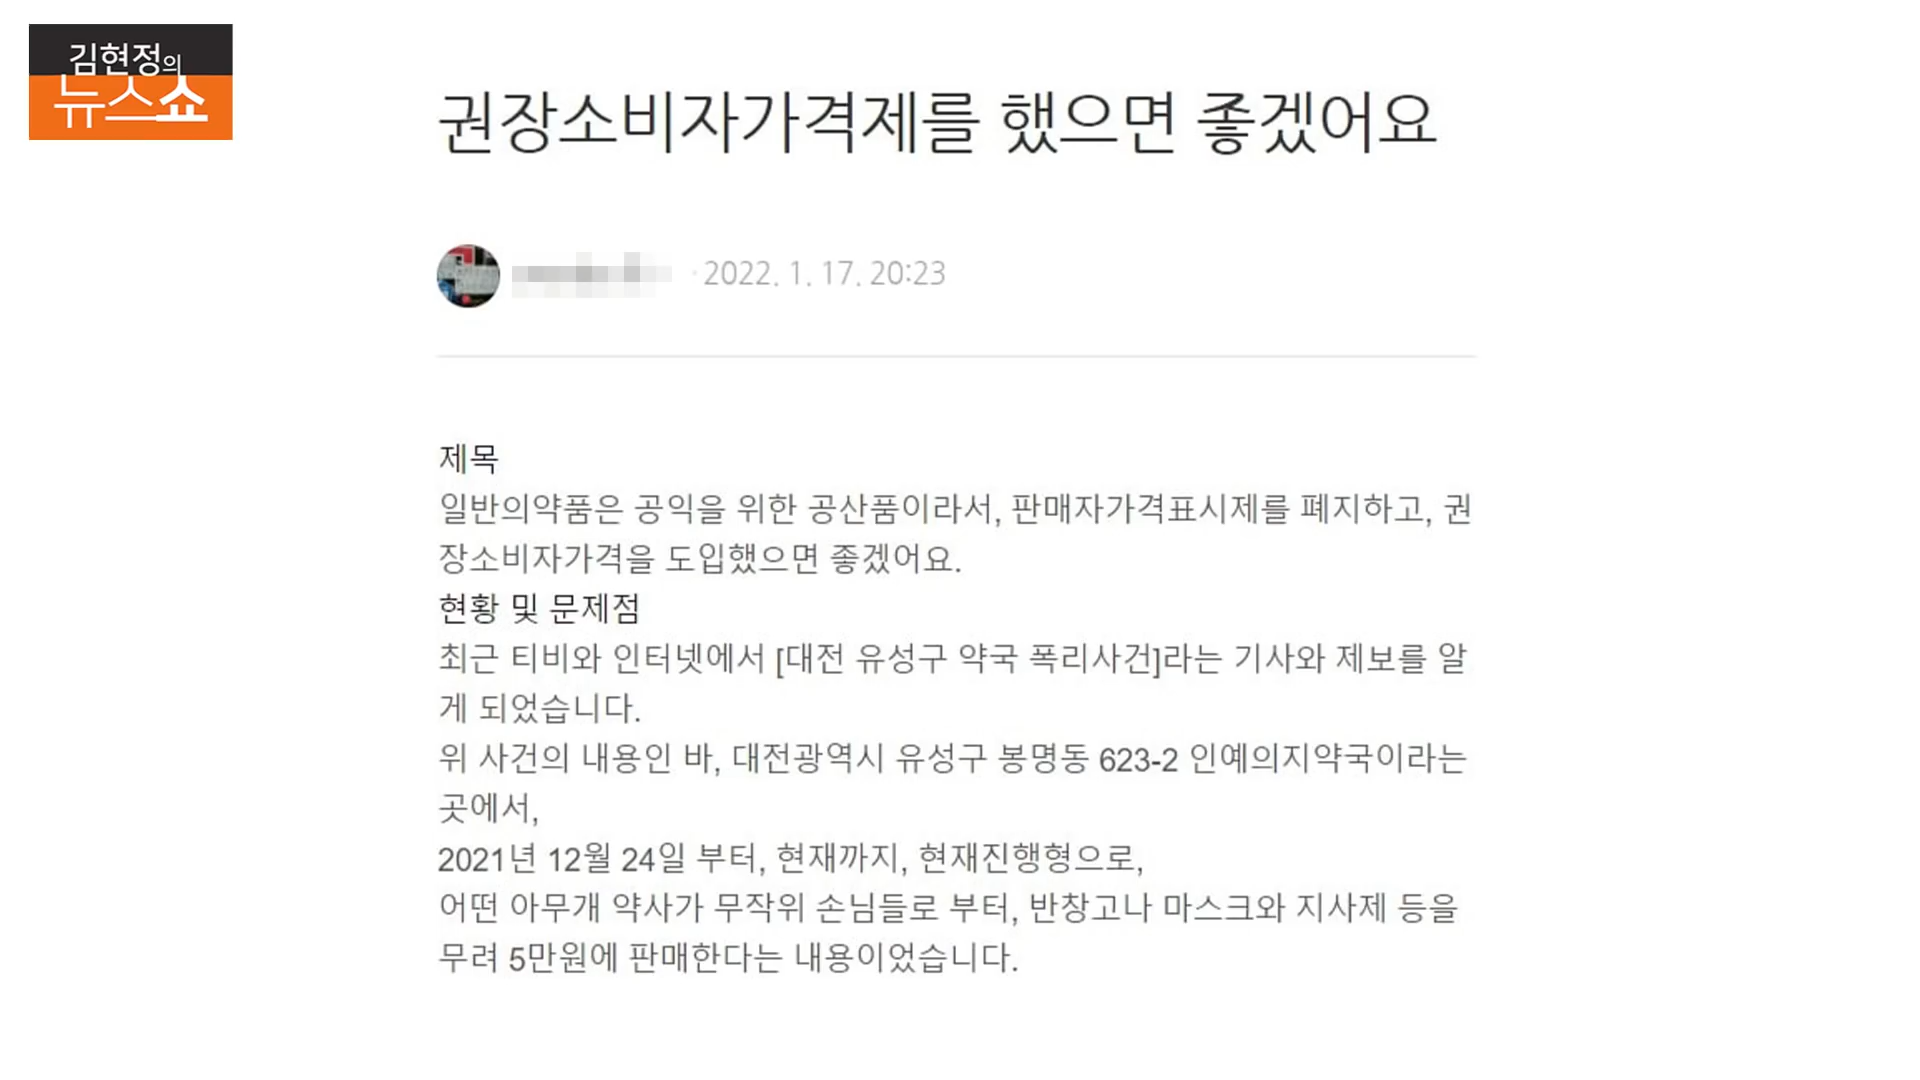 김현정의
뉴스쇼
권장소비자가격제를 했으면 좋겠어요
· 2022. 1. 17. 20:23
제목
일반의약품은 공익을 위한 공산품이라서, 판매자가격표시제를 폐지하고, 권
장소비자가격을 도입했으면 좋겠어요.
현황 및 문제점
최근 티비와 인터넷에서 [대전 유성구 약국 폭리사건]라는 기사와 제보를 알
게 되었습니다.
위 사건의 내용인 바, 대전광역시 유성구 봉명동 623-2 인예의지약국이라는
곳에서,
2021년 12월 24일 부터, 현재까지, 현재진행형으로,
어떤 아무개 약사가 무작위 손님들로 부터, 반창고나 마스크와 지사제 등을
무려 5만원에 판매한다는 내용이었습니다.